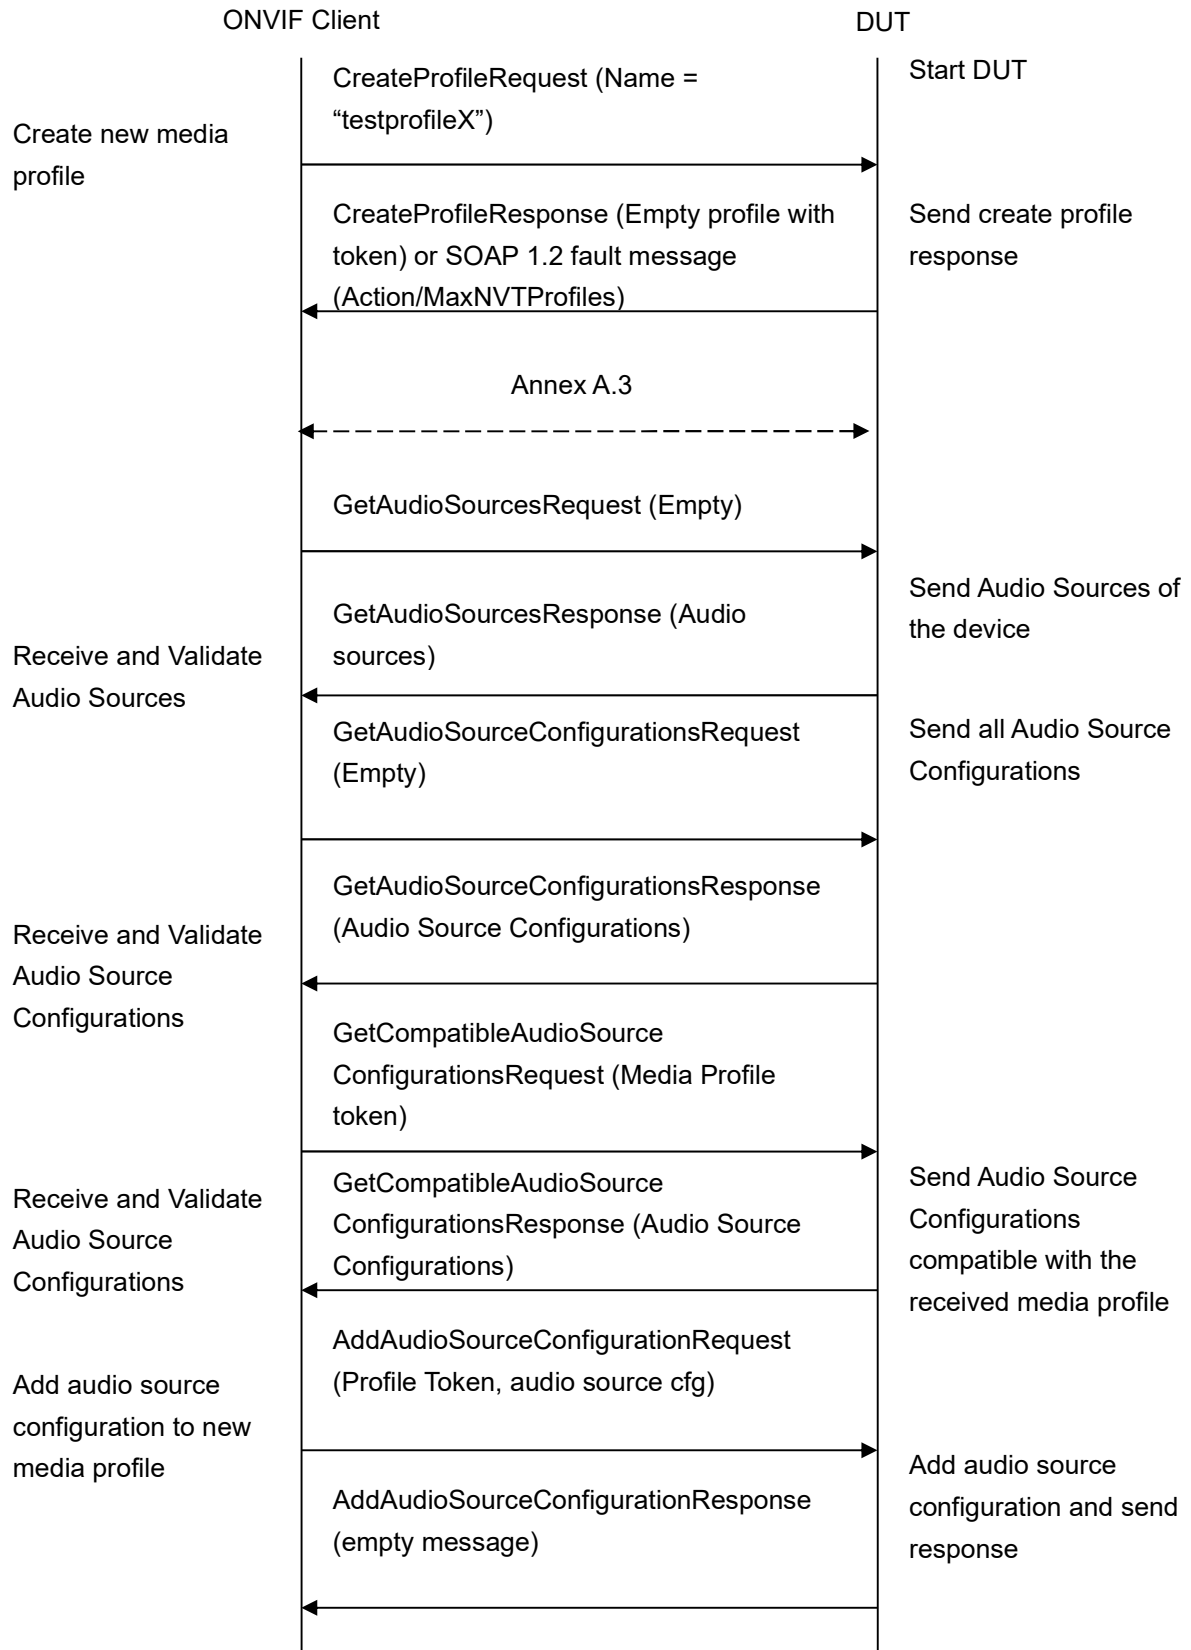 ONVIF Client
DUT
CreateProfileRequest (Name =
“testprofileX”)
Start DUT
Create new media
profile
CreateProfileResponse (Empty profile with
token) or SOAP 1.2 fault message
(Action/MaxNVTProfiles)
Send create profile
response
Annex A.3
GetAudioSourcesRequest (Empty)
Send Audio Sources of
the device
GetAudioSourcesResponse (Audio
sources)
Receive and Validate
Audio Sources
GetAudioSourceConfigurationsRequest
(Empty)
Send all Audio Source
Configurations
GetAudioSourceConfigurationsResponse
(Audio Source Configurations)
Receive and Validate
Audio Source
Configurations
GetCompatibleAudioSource
ConfigurationsRequest (Media Profile
token)
GetCompatibleAudioSource
ConfigurationsResponse (Audio Source
Configurations)
Send Audio Source
Configurations
compatible with the
received media profile
Receive and Validate
Audio Source
Configurations
AddAudioSourceConfigurationRequest
(Profile Token, audio source cfg)
Add audio source
configuration to new
media profile
Add audio source
configuration and send
response
AddAudioSourceConfigurationResponse
(empty message)